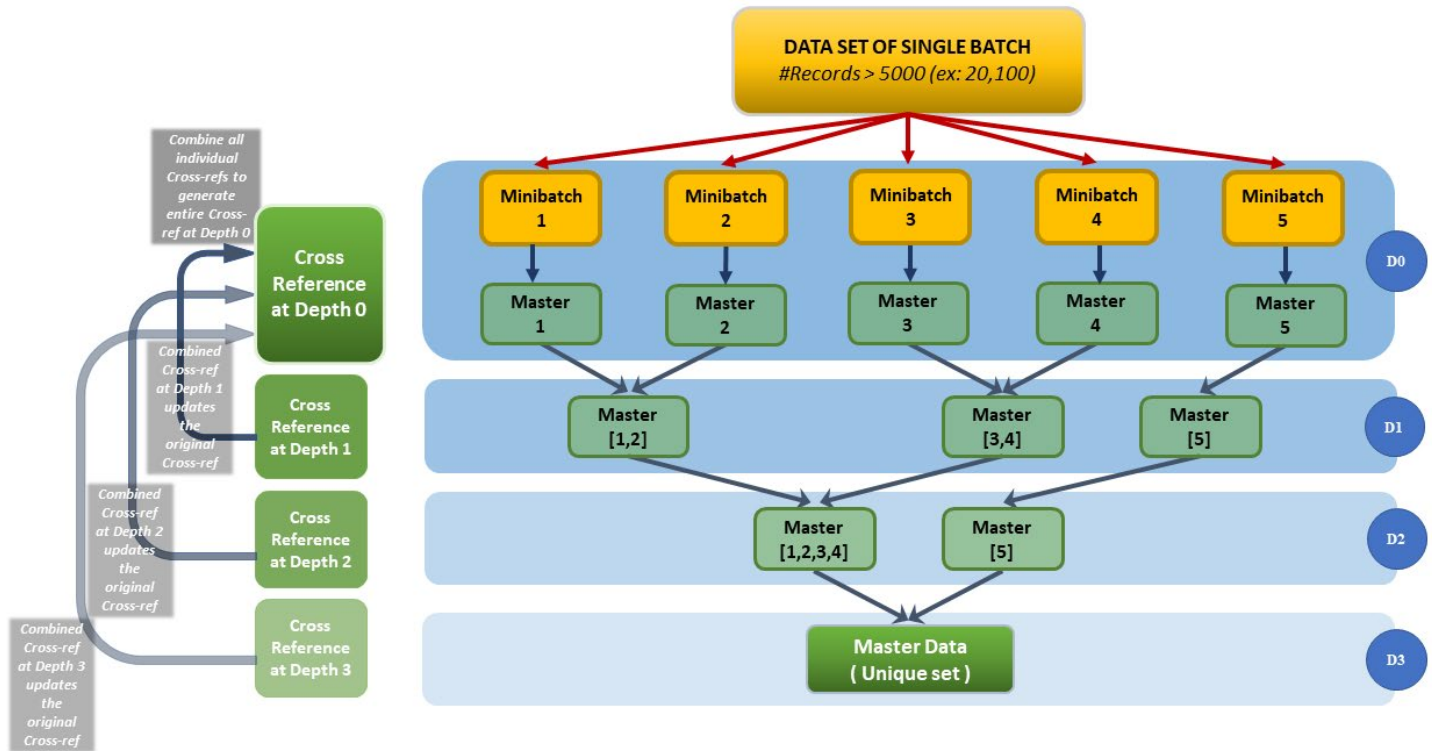 DATA SET OF SINGLE BATCH
#Records > 5000 (ex: 20,100)
Combine all
individual
Cross-refs to
generate
entire Cross-
ref at Depth 0
Cross
Reference
at Depth 0
Combined
Cross-ref
at Depth 1
updates
the
original
Cross-ref
Cross
Reference
at Depth 1
Combined
Cross-ref
at Depth 2
updates
the
original
Cross-ref
Cross
Reference
at Depth 2
Combined
Cross-ref
at Depth 3
updates
the
original
Cross-ref
Cross
Reference
at Depth 3
Minibatch
1
Minibatch
2
Minibatch
3
Minibatch
4
Minibatch
5
Master
1
Master
2
Master
3
Master
4
Master
5
D0
Master
[1,2]
Master
[3,4]
Master
[5]
D1
Master
[1,2,3,4]
Master
[5]
D2
Master Data
( Unique set )
D3